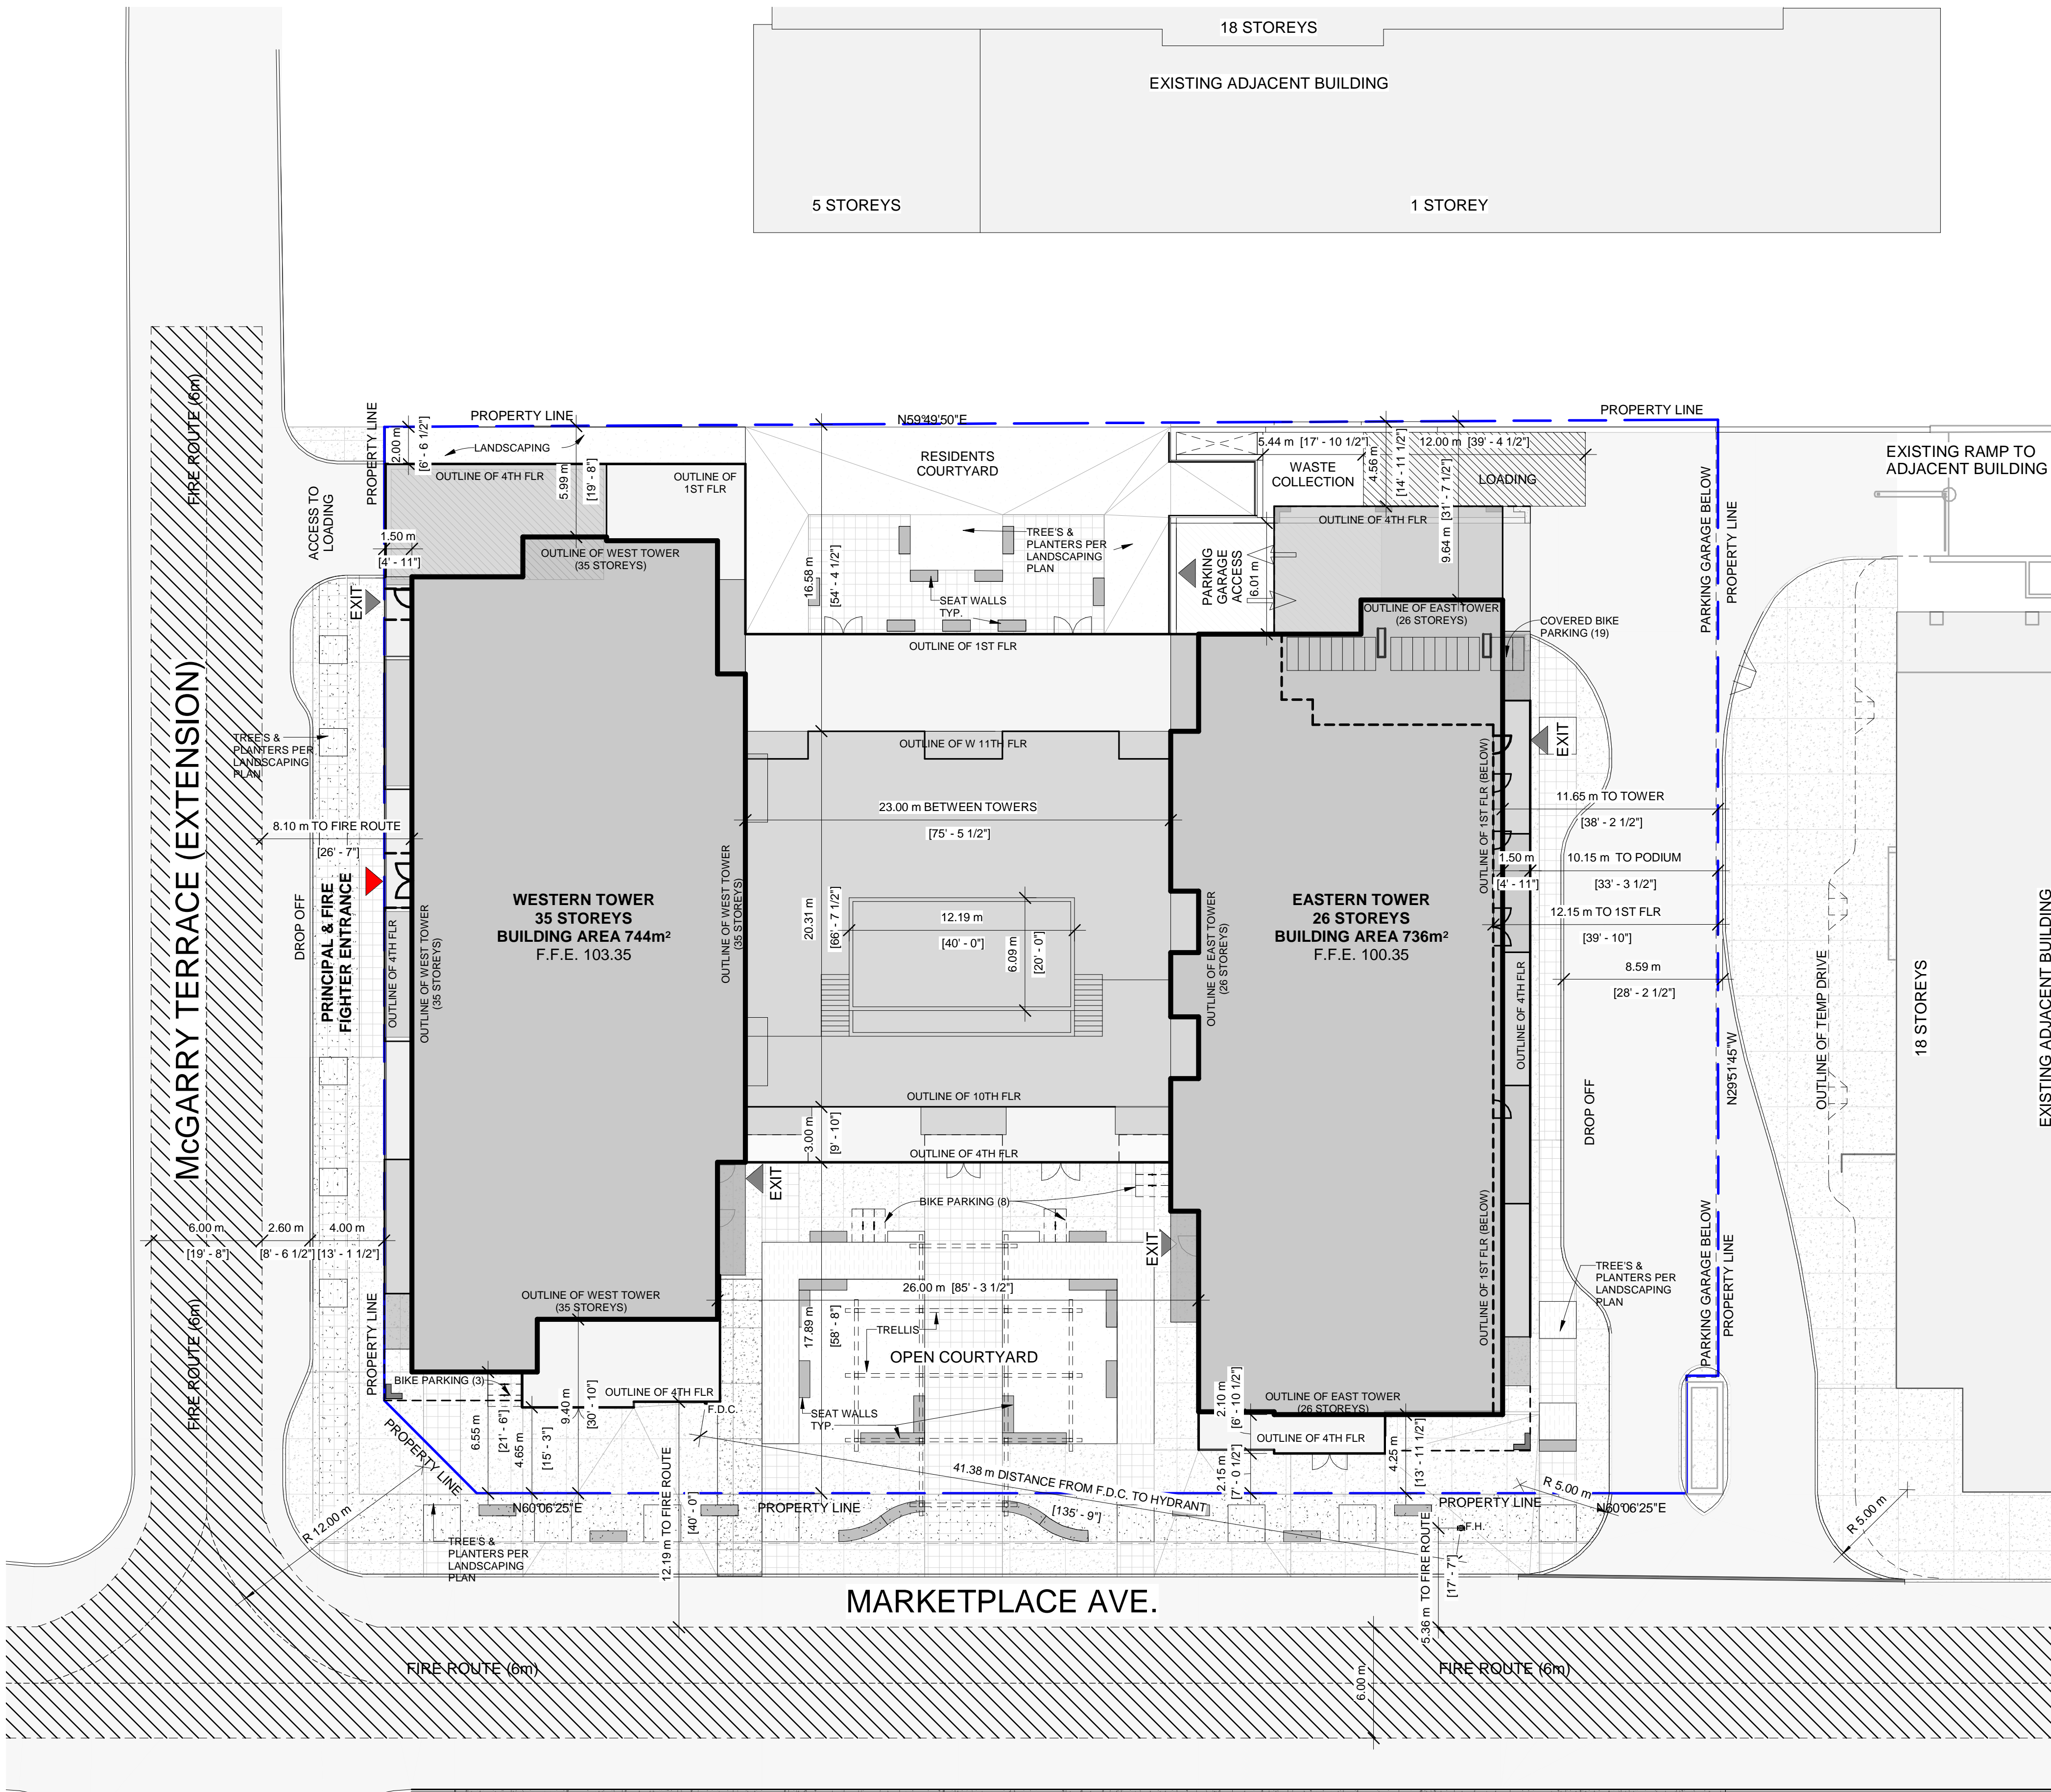 18 STOREYS
EXISTING ADJACENT BUILDING
5 STOREYS
1 STOREY
FIRE ROUTE (6m)
PROPERTY LINE
PROPERTY LINE
N59°49'50"E
PROPERTY LINE
2.00 m
[6' - 6 1/2"]
LANDSCAPING
OUTLINE OF 4TH FLR
5.99 m
[19' - 8"]
OUTLINE OF
1ST FLR
RESIDENTS
COURTYARD
5.44 m [17' - 10 1/2"]
4.56 m
[14' - 11 1/2"]
12.00 m [39' - 4 1/2"]
WASTE
COLLECTION
LOADING
9.64 m [31' - 7 1/2"]
OUTLINE OF 4TH FLR
EXISTING RAMP TO
ADJACENT BUILDING
PARKING GARAGE BELOW
PROPERTY LINE
ACCESS TO
LOADING
1.50 m
[4' - 11"]
OUTLINE OF WEST TOWER
(35 STOREYS)
TREE'S &
PLANTERS PER
LANDSCAPING
PLAN
16.58 m
[54' - 4 1/2"]
SEAT WALLS
TYP.
PARKING
GARAGE
ACCESS
6.01 m
EXIT
OUTLINE OF EAST TOWER
(26 STOREYS)
COVERED BIKE
PARKING (19)
OUTLINE OF 1ST FLR
McGARRY TERRACE (EXTENSION)
TREE'S &
PLANTERS PER
LANDSCAPING
PLAN
OUTLINE OF W 11TH FLR
EXIT
OUTLINE OF 1ST FLR (BELOW)
23.00 m BETWEEN TOWERS
[75' - 5 1/2"]
11.65 m TO TOWER
[38' - 2 1/2"]
8.10 m TO FIRE ROUTE
[26' - 7"]
1.50 m
[4' - 11"]
10.15 m TO PODIUM
[33' - 3 1/2"]
DROP OFF
PRINCIPAL & FIRE
FIGHTER ENTRANCE
OUTLINE OF 4TH FLR
OUTLINE OF WEST TOWER
(35 STOREYS)
WESTERN TOWER
35 STOREYS
BUILDING AREA 744m²
F.F.E. 103.35
OUTLINE OF WEST TOWER
(35 STOREYS)
20.31 m
[66' - 7 1/2"]
12.19 m
[40' - 0"]
6.09 m
[20' - 0"]
OUTLINE OF EAST TOWER
(26 STOREYS)
EASTERN TOWER
26 STOREYS
BUILDING AREA 736m²
F.F.E. 100.35
12.15 m TO 1ST FLR
[39' - 10"]
8.59 m
[28' - 2 1/2"]
OUTLINE OF 4TH FLR
DROP OFF
N29°51'45"W
OUTLINE OF TEMP DRIVE
18 STOREYS
EXISTING ADJACENT BUILDING
OUTLINE OF 10TH FLR
3.00 m
[9' - 10"]
OUTLINE OF 4TH FLR
EXIT
BIKE PARKING (8)
EXIT
6.00 m
[19' - 8"]
2.60 m
[8' - 6 1/2"]
4.00 m
[13' - 1 1/2"]
OUTLINE OF 1ST FLR (BELOW)
PARKING GARAGE BELOW
PROPERTY LINE
TREE'S &
PLANTERS PER
LANDSCAPING
PLAN
FIRE ROUTE (6m)
PROPERTY LINE
OUTLINE OF WEST TOWER
(35 STOREYS)
26.00 m [85' - 3 1/2"]
17.89 m
[58' - 8"]
TRELLIS
OPEN COURTYARD
BIKE PARKING (3)
OUTLINE OF 4TH FLR
9.40 m
[30' - 10"]
F.D.C.
SEAT WALLS
TYP.
2.10 m
[6' - 10 1/2"]
OUTLINE OF EAST TOWER
(26 STOREYS)
OUTLINE OF 4TH FLR
PROPERTY LINE
6.55 m
[21' - 6"]
4.65 m
[15' - 3"]
4.25 m
[13' - 11 1/2"]
2.15 m
[7' - 0 1/2"]
41.38 m DISTANCE FROM F.D.C. TO HYDRANT
[135' - 9"]
R 12.00 m
N60°06'25"E
PROPERTY LINE
PROPERTY LINE
R 5.00 m
N60°06'25"E
R 5.00 m
12.19 m TO FIRE ROUTE
[40' - 0"]
F.H.
5.36 m TO FIRE ROUTE
[17' - 7"]
TREE'S &
PLANTERS PER
LANDSCAPING
PLAN
MARKETPLACE AVE.
FIRE ROUTE (6m)
6.00 m
FIRE ROUTE (6m)